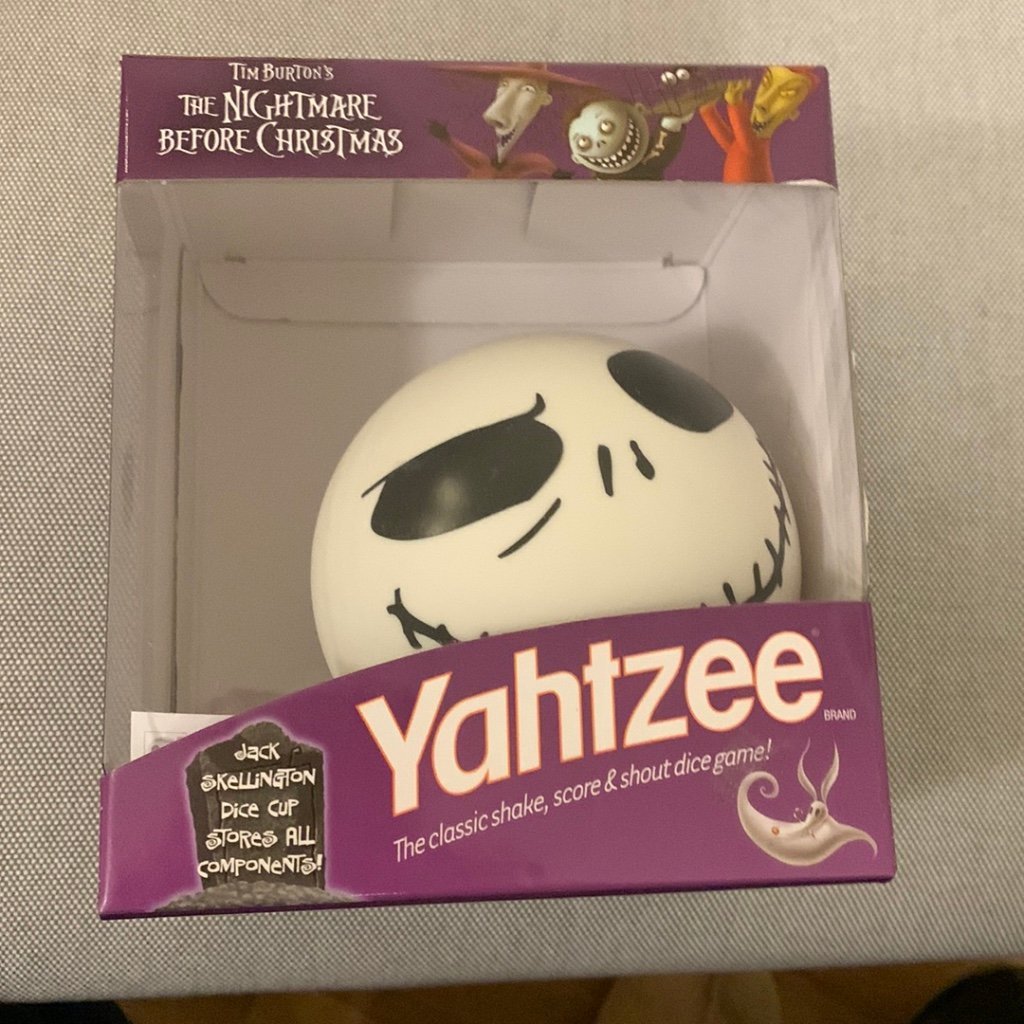 TIM BURTON'S
THE NIGHTMARE
BEFORE CHRISTMAS
Yahtzee
BRAND
The classic shake, score & shout dice game!
JACK
SKELLINGTON
DICE CUP
STORES ALL
COMPONENTS!